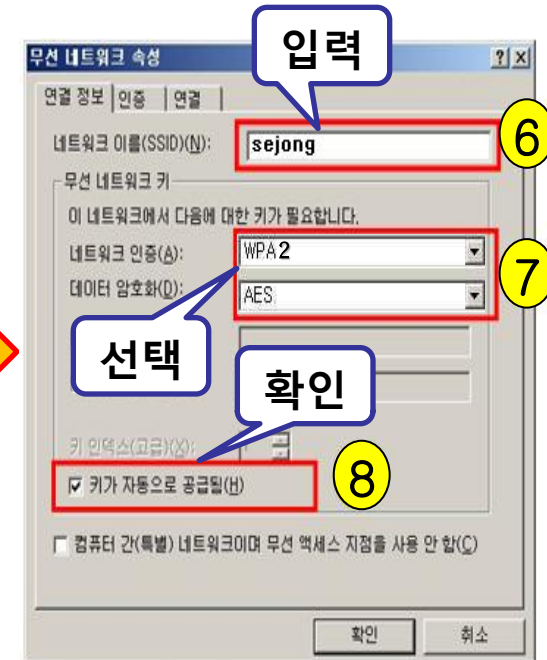 입력
무선 네트워크 속성
연결 정보 인증 연결
네트워크 이름(SSID)(N): sejong
6
무선 네트워크 키
이 네트워크에서 다음에 대한 키가 필요합니다.
네트워크 인증(A): WPA2
7
데이터 암호화(D): AES
선택
확인
키 인덱스(고급)(X):
키가 자동으로 공급됨(H)
8
컴퓨터 간(특별) 네트워크이며 무선 액세스 지점을 사용 안 함(C)
확인 취소